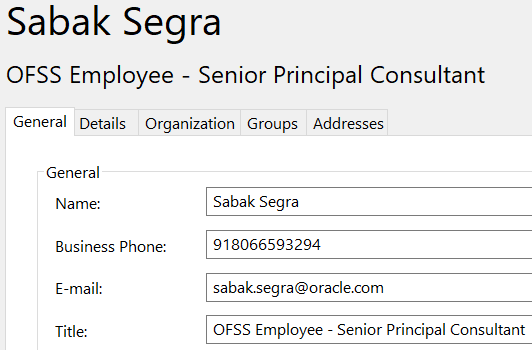 Sabak Segra
OFSS Employee - Senior Principal Consultant
General Details Organization Groups Addresses
General
Name: Sabak Segra
Business Phone: 918066593294
E-mail: sabak.segra@oracle.com
Title: OFSS Employee - Senior Principal Consultant